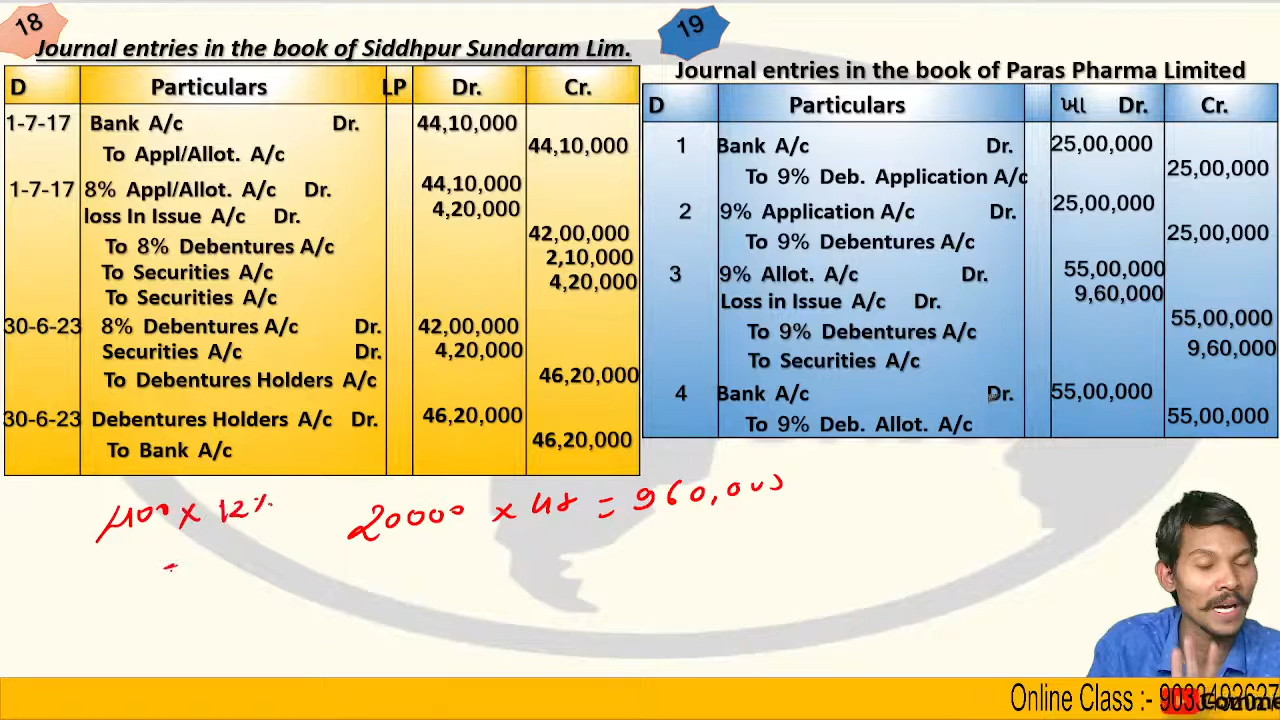 18
Journal entries in the book of Siddhpur Sundaram Lim.
D Particulars LP Dr. Cr.
1-7-17 Bank A/c Dr. 44,10,000
To Appl/Allot. A/c 44,10,000
1-7-17 8% Appl/Allot. A/c Dr. 44,10,000
loss In Issue A/c Dr. 4,20,000
To 8% Debentures A/c 42,00,000
To Securities A/c 2,10,000
To Securities A/c 4,20,000
30-6-23 8% Debentures A/c Dr. 42,00,000
Securities A/c Dr. 4,20,000
To Debentures Holders A/c 46,20,000
30-6-23 Debentures Holders A/c Dr. 46,20,000
To Bank A/c 46,20,000
19
Journal entries in the book of Paras Pharma Limited
D Particulars ખા Dr. Cr.
1 Bank A/c Dr. 25,00,000
To 9% Deb. Application A/c 25,00,000
2 9% Application A/c Dr. 25,00,000
To 9% Debentures A/c 25,00,000
3 9% Allot. A/c Dr. 55,00,000
Loss in Issue A/c Dr. 9,60,000
To 9% Debentures A/c 55,00,000
To Securities A/c 9,60,000
4 Bank A/c Dr. 55,00,000
To 9% Deb. Allot. A/c 55,00,000
400 x 12%
20000 x 48 = 960,000
=
Online Class :- 9033492627